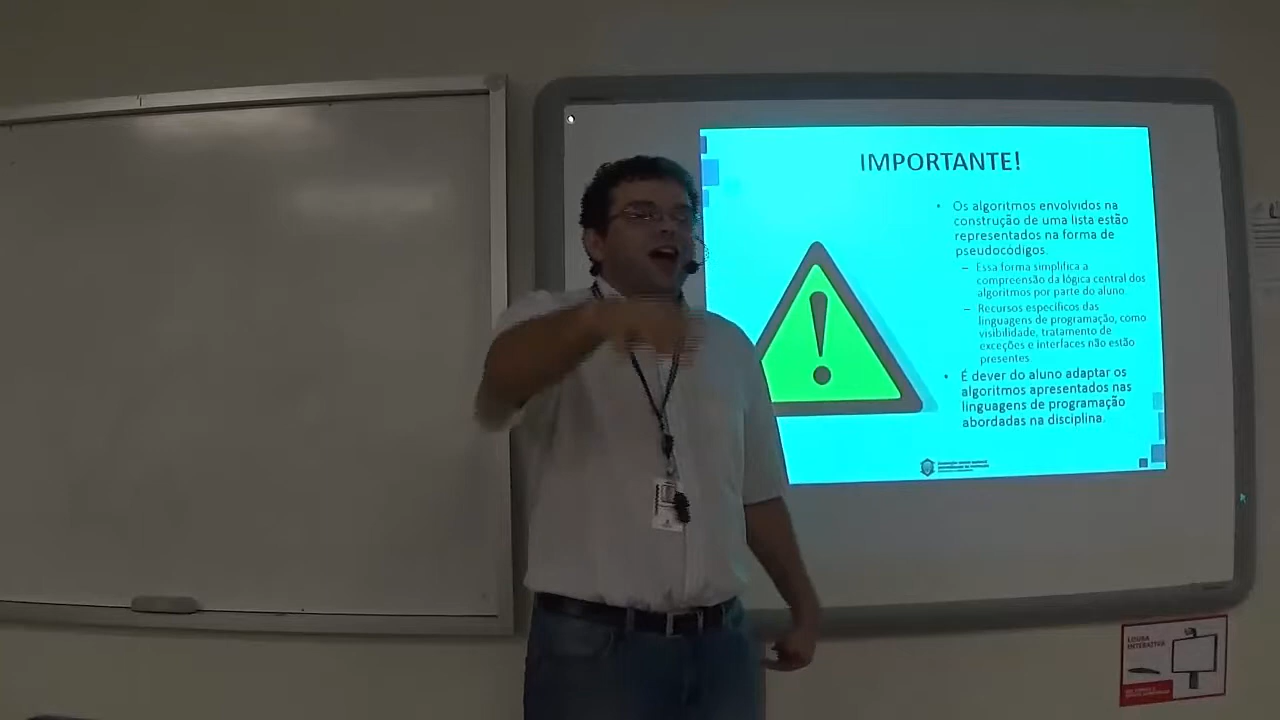 IMPORTANTE!
• Os algoritmos envolvidos na
construção de uma lista estão
representados na forma de
pseudocódigos.
– Essa forma simplifica a
compreensão da lógica central dos
algoritmos por parte do aluno.
– Recursos específicos das
linguagens de programação, como
visibilidade, tratamento de
exceções e interfaces não estão
presentes.
• É dever do aluno adaptar os
algoritmos apresentados nas
linguagens de programação
abordadas na disciplina.
LOUSA
INTERATIVA